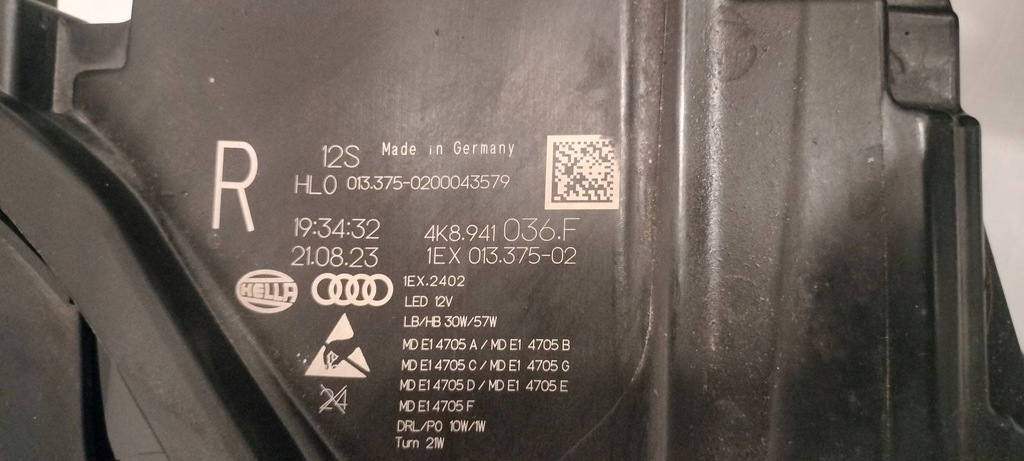 R
12S Made in Germany
HLO 013.375-0200043579
19:34:32 4K8.941 036.F
21.08.23 1EX 013.375-02
HELLA
1EX.2402
LED 12V
LB/HB 30W/57W
MD E1 4705 A / MD E1 4705 B
MD E1 4705 C / MD E1 4705 G
MD E1 4705 D / MD E1 4705 E
24
MD E1 4705 F
DRL/PO 10W/1W
Turn 21W